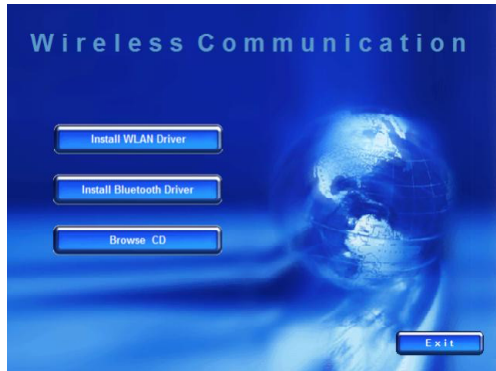 Wireless Communication
Install WLAN Driver
Install Bluetooth Driver
Browse CD
Exit